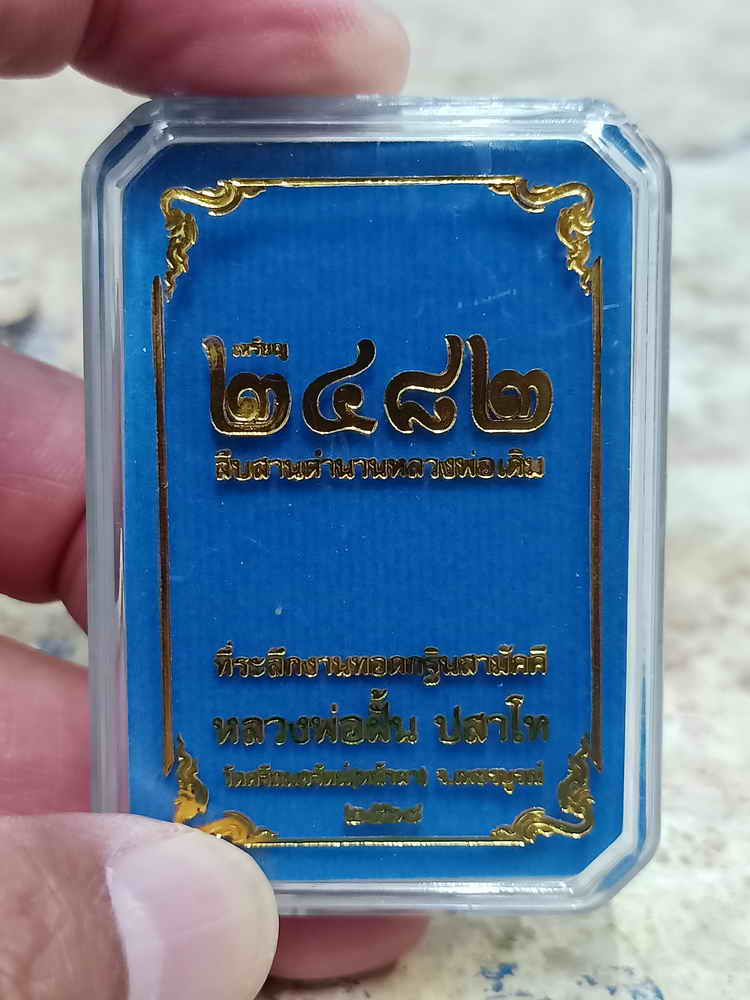 เหรียญ
๒๔๘๒
สืบสานตำนานหลวงพ่อเดิม
ที่ระลึกงานทอดกฐินสามัคคี
หลวงพ่อฝั้น ปสาโท
จ.เพชรบูรณ์